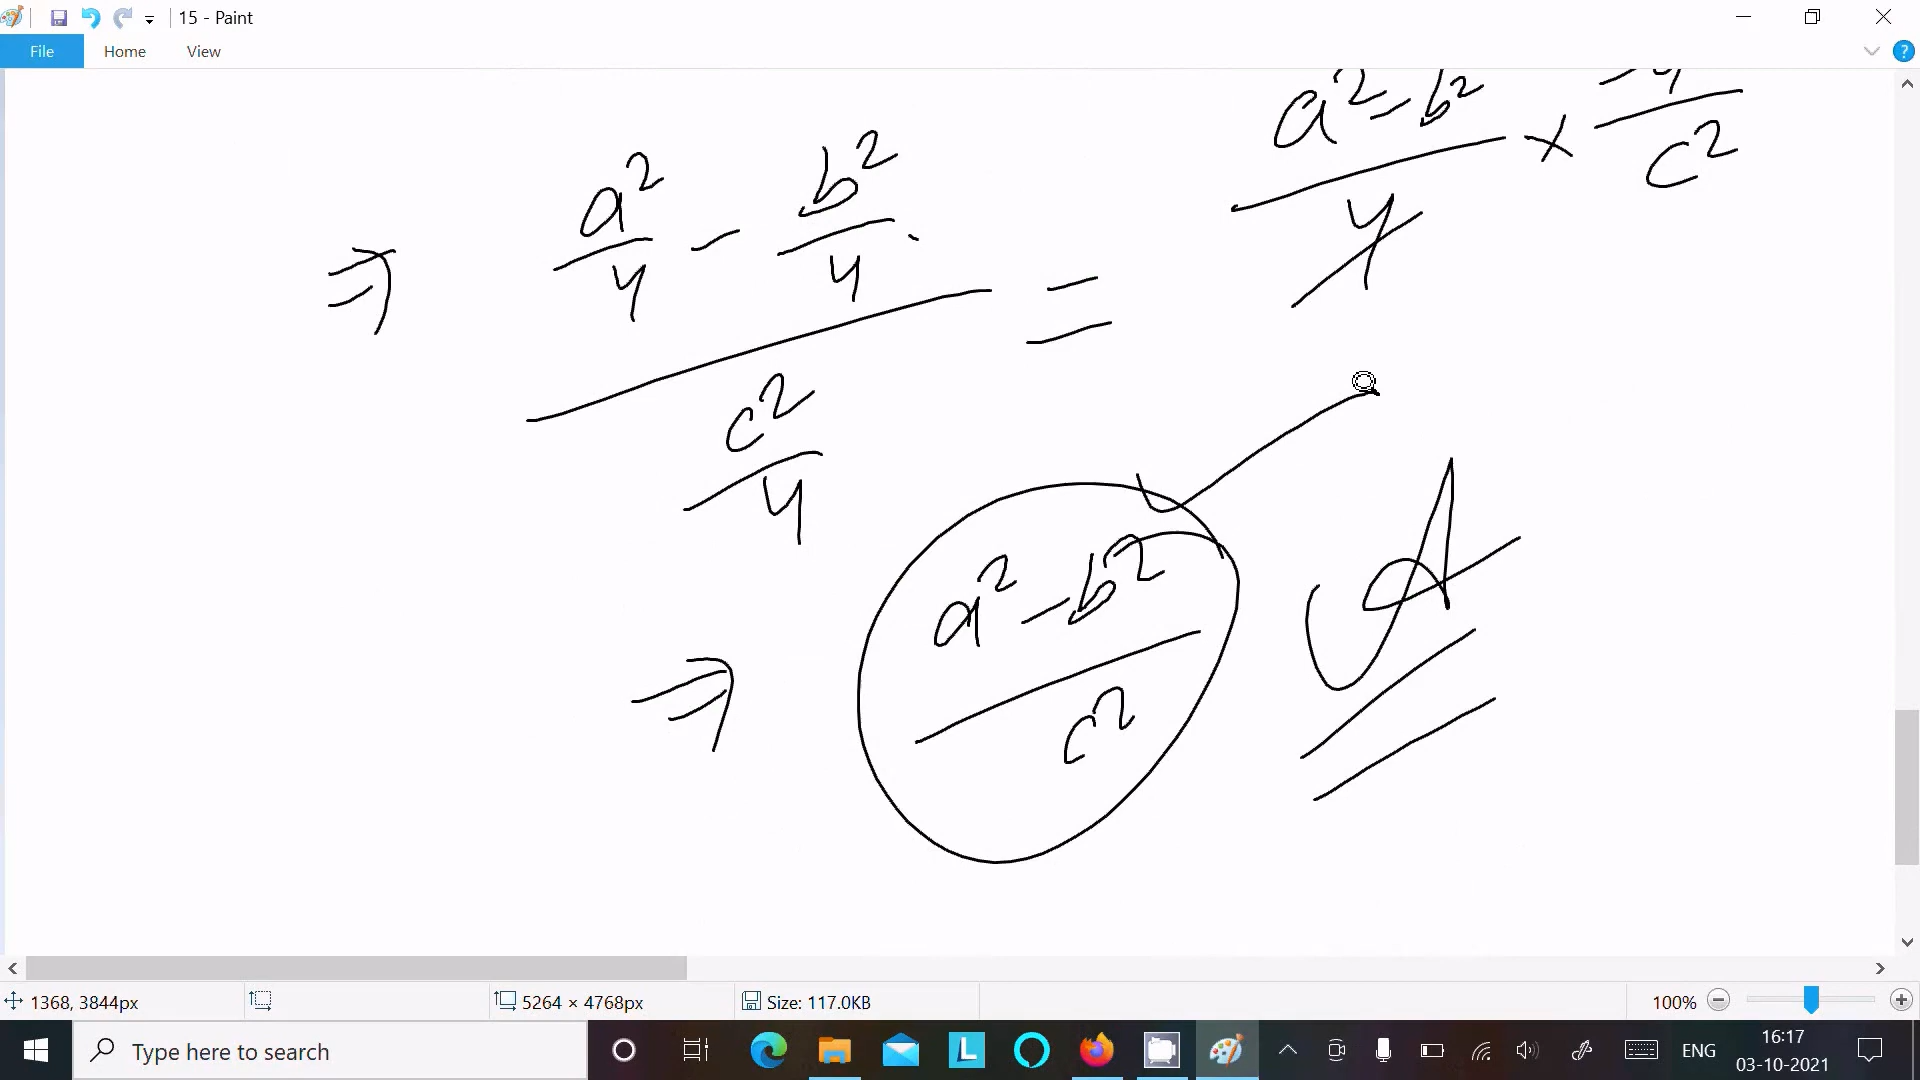 15 - Paint
File Home View
⇒ a²/4 - b²/4 . / c²/4 = a² - b² / 4 × 4 / c²
⇒ a² - b² / c²
A
1368, 3844px 5264 × 4768px Size: 117.0KB 100%
Type here to search
L
ENG
16:17
03-10-2021